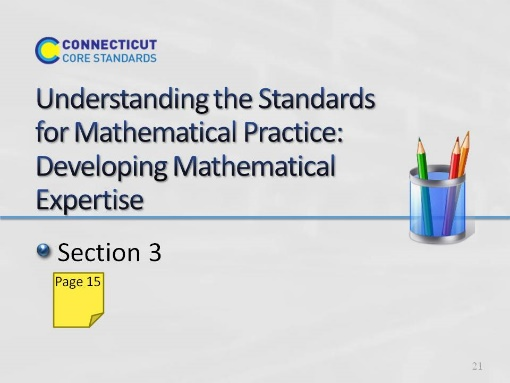 CONNECTICUT
CORE STANDARDS
Understanding the Standards
for Mathematical Practice:
Developing Mathematical
Expertise
Section 3
Page 15
21